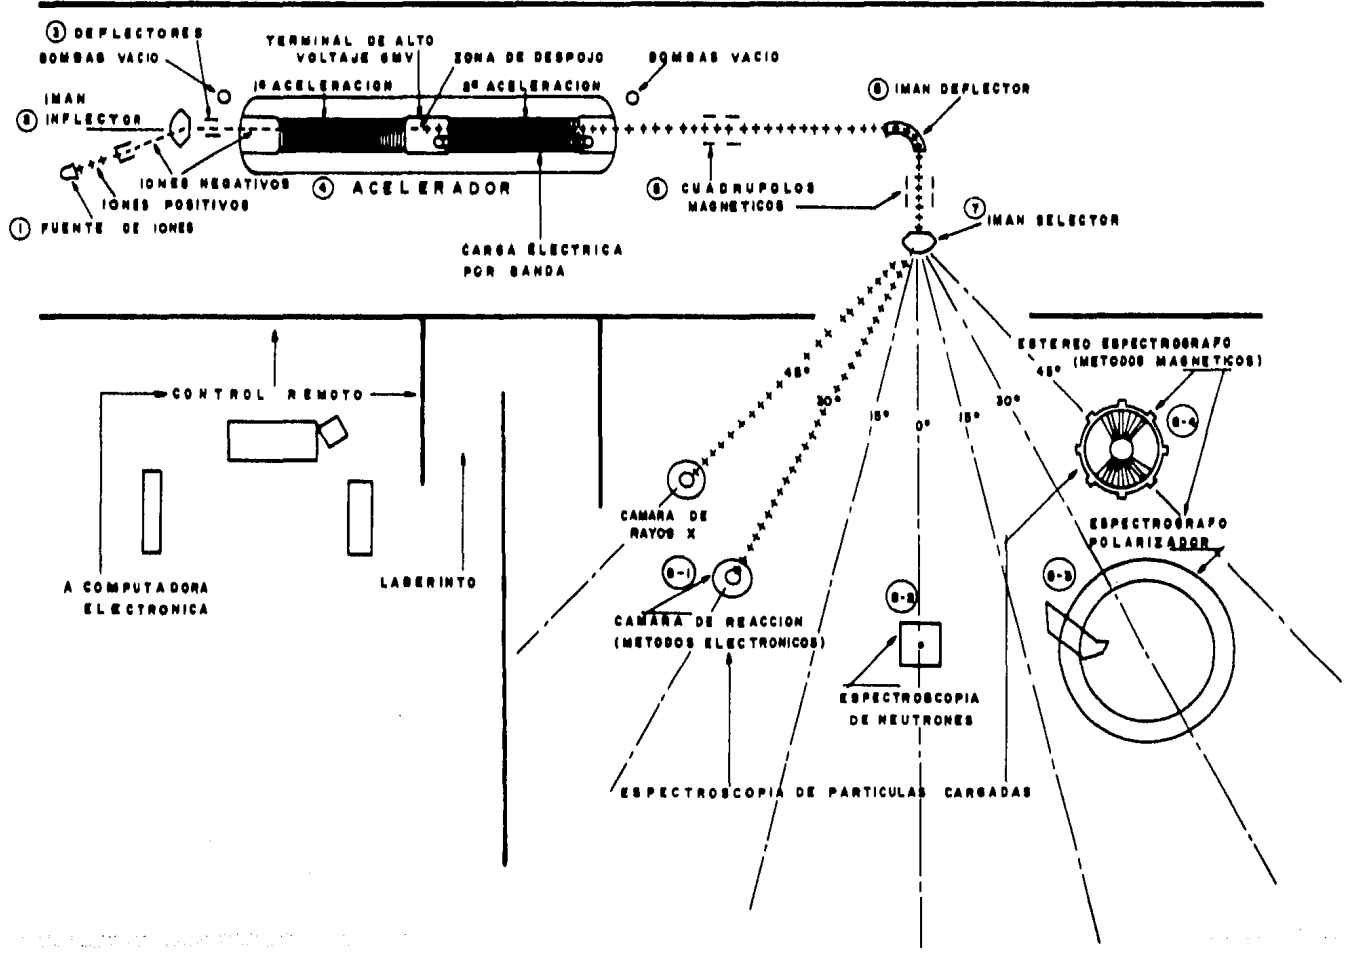 3 DEFLECTORES
BOMBAS VACIO
TERMINAL DE ALTO
VOLTAJE 6MV
ZONA DE DESPOJO
BOMBAS VACIO
1ª ACELERACION
2ª ACELERACION
6 IMAN DEFLECTOR
IMAN
2 INFLECTOR
IONES NEGATIVOS
IONES POSITIVOS
1 FUENTE DE IONES
4 ACELERADOR
5 CUADRUPOLOS
MAGNETICOS
7
IMAN SELECTOR
CARGA ELECTRICA
POR BANDA
ESTEREO ESPECTROGRAFO
(METODOS MAGNETICOS)
CONTROL REMOTO
45°
30°
15°
0°
15°
30°
45°
8-4
CAMARA DE
RAYOS X
ESPECTROGRAFO
POLARIZADOR
A COMPUTADORA
ELECTRONICA
LABERINTO
8-1
8-2
8-3
CAMARA DE REACCION
(METODOS ELECTRONICOS)
ESPECTROSCOPIA
DE NEUTRONES
ESPECTROSCOPIA DE PARTICULAS CARGADAS